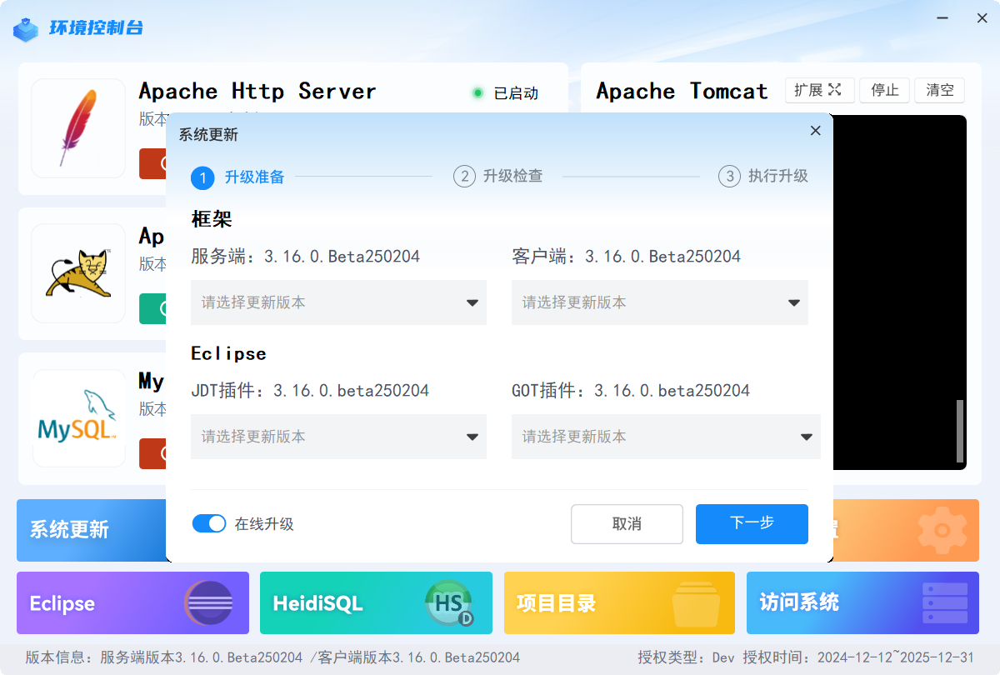 环境控制台
Apache Http Server
已启动
版本
Apache Tomcat
扩展
停止
清空
系统更新
1 升级准备
2 升级检查
3 执行升级
框架
服务端：3.16.0.Beta250204
客户端：3.16.0.Beta250204
请选择更新版本
请选择更新版本
Eclipse
JDT插件：3.16.0.beta250204
GOT插件：3.16.0.beta250204
请选择更新版本
请选择更新版本
在线升级
取消
下一步
Ap
版本
MySQL
My
版本
系统更新
Eclipse
HeidiSQL
HS
D
项目目录
访问系统
版本信息：服务端版本3.16.0.Beta250204 /客户端版本3.16.0.Beta250204
授权类型：Dev 授权时间：2024-12-12~2025-12-31